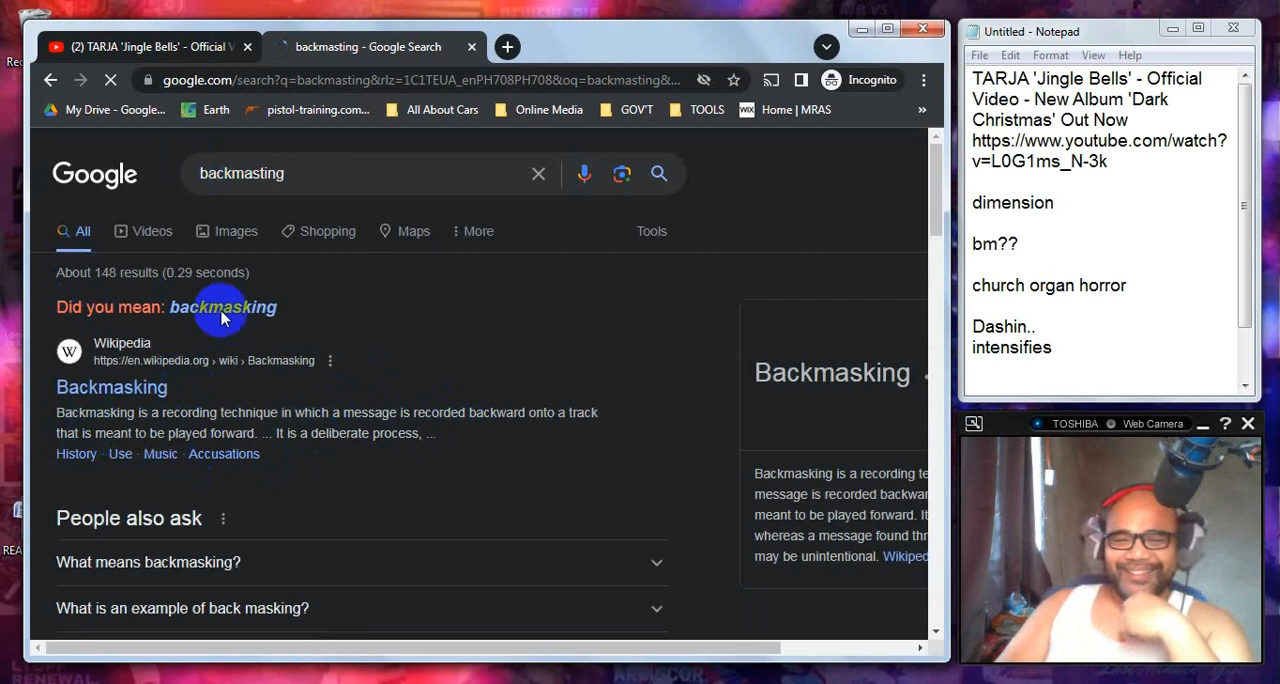 (2) TARJA 'Jingle Bells' - Official V
backmasting - Google Search
google.com/search?q=backmasting&rlz=1C1TEUA_enPH708PH708&oq=backmasting&...
Incognito
My Drive - Google...
Earth
pistol-training.com...
All About Cars
Online Media
GOV'T
TOOLS
WIX
Home | MRAS
»
Google
backmasting
All
Videos
Images
Shopping
Maps
More
Tools
About 148 results (0.29 seconds)
Did you mean: backmasking
W
Wikipedia
https://en.wikipedia.org › wiki › Backmasking
Backmasking
Backmasking is a recording technique in which a message is recorded backward onto a track
that is meant to be played forward. ... It is a deliberate process, ...
History · Use · Music · Accusations
People also ask
What means backmasking?
What is an example of back masking?
Backmasking
Backmasking is a recording te
message is recorded backwar
meant to be played forward. It
whereas a message found thr
may be unintentional. Wikiped
Untitled - Notepad
File Edit Format View Help
TARJA 'Jingle Bells' - Official
Video - New Album 'Dark
Christmas' Out Now
https://www.youtube.com/watch?
v=L0G1ms_N-3k
dimension
bm??
church organ horror
Dashin..
intensifies
TOSHIBA Web Camera
Rec
REA
RENEWAL
ARMSCOR